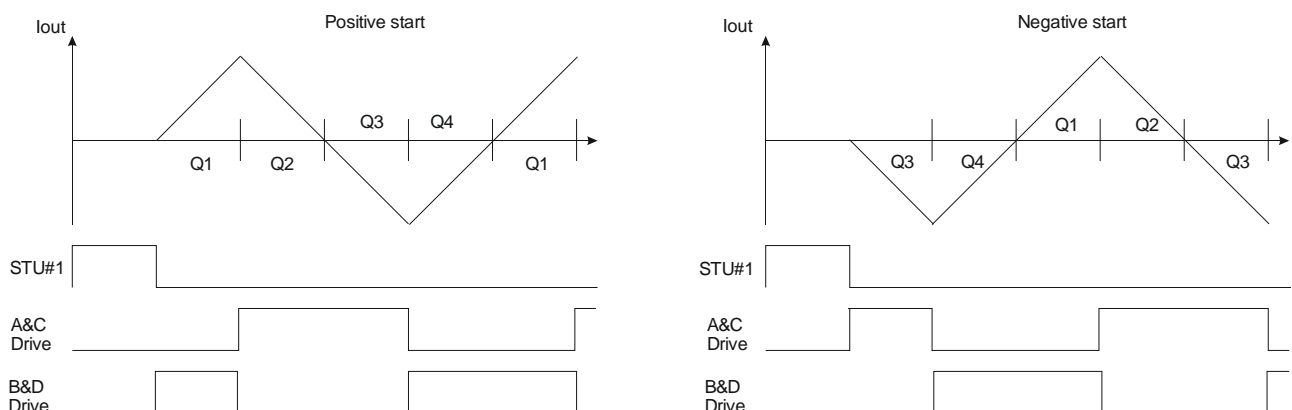 Positive start
Iout
Q3
Q4
Q1
Q2
Q1
STU#1
A&C
Drive
B&D
Drive
Negative start
Iout
Q1
Q2
Q3
Q4
Q3
STU#1
A&C
Drive
B&D
Drive